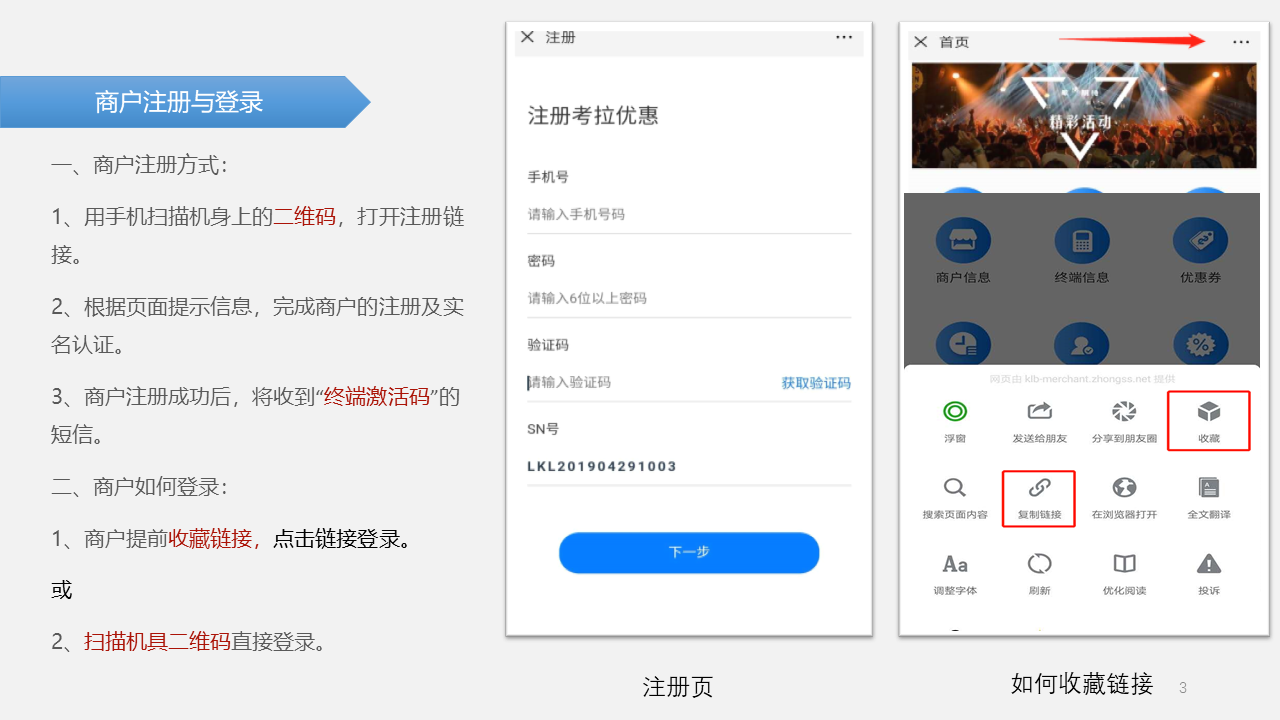 商户注册与登录
一、商户注册方式：
1、用手机扫描机身上的二维码，打开注册链
接。
2、根据页面提示信息，完成商户的注册及实
名认证。
3、商户注册成功后，将收到“终端激活码”的
短信。
二、商户如何登录：
1、商户提前收藏链接，点击链接登录。
或
2、扫描机具二维码直接登录。
注册
注册考拉优惠
手机号
请输入手机号码
密码
请输入6位以上密码
验证码
请输入验证码 获取验证码
SN号
LKL201904291003
下一步
注册页
首页
精彩活动
商户信息 终端信息 优惠券
网页由 klb-merchant.zhongss.net 提供
浮窗 发送给朋友 分享到朋友圈 收藏
搜索页面内容 复制链接 在浏览器打开 全文翻译
Aa
调整字体 刷新 优化阅读 投诉
如何收藏链接
3